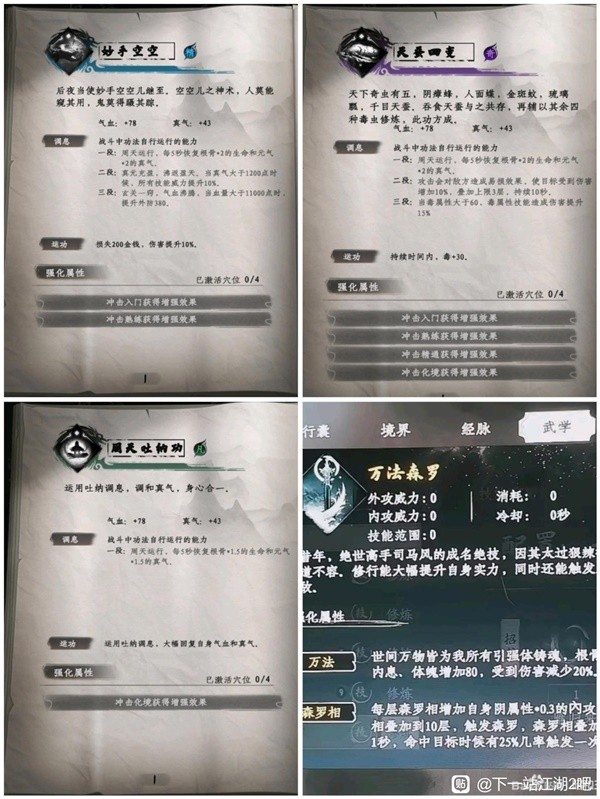 妙手空空
精
后夜当使妙手空空儿继至。空空儿之神术，人莫能
窥其用，鬼莫得蹑其踪。
气血：+78 真气：+43
调息
战斗中功法自行运行的能力
一段：周天运行，每5秒恢复根骨*2的生命和元气
*2的真气。
二段：真元充盈，沸返盈天。当真气大于1200点时
候，所有技能威力提升10%。
三段：玄关一窍，气血沸腾，当血量大于11000点时，
提升外防380。
运功
损失200金钱，伤害提升10%。
强化属性
已激活穴位 0/4
冲击入门获得增强效果
冲击熟练获得增强效果
1
天蚕四变
奇
天下奇虫有五，阴瘴蜂，人面蝶，金斑蚊，琉璃
瓢，千目天蚕。吞食天蚕与之共存，再辅以其余四
种毒虫修炼，此功方成。
气血：+78 真气：+43
调息
战斗中功法自行运行的能力
一段：周天运行，每5秒恢复根骨*2的生命和元气
*2的真气。
二段：攻击会对敌方造成易损效果，使目标受到伤害
增加10%，叠加上限3层，持续10秒。
三段：当毒属性大于60，毒属性技能造成伤害提升
15%
运功
持续时间内，毒+30。
强化属性
已激活穴位 0/4
冲击入门获得增强效果
冲击熟练获得增强效果
冲击精通获得增强效果
冲击化境获得增强效果
周天吐纳功
凡
运用吐纳调息，调和真气，身心合一。
气血：+78 真气：+43
调息
战斗中功法自行运行的能力
一段：周天运行，每5秒恢复根骨*1.5的生命和元气
*1.5的真气。
运功
运用吐纳调息，大幅回复自身气血和真气。
强化属性
已激活穴位 0/4
冲击化境获得增强效果
1
行囊 境界 经脉 武学
万法森罗
外攻威力：0 消耗： 0
内攻威力：0 冷却： 0秒
技能范围：0
昔年，绝世高手司马风的成名绝技，因其太过狠辣
道不容。修行能大幅提升自身实力，同时还能触发
强化属性
修炼
万法
世间万物皆为我所有引强体铸魂，根骨
内息、体魄增加80，受到伤害减少20%
森罗相
每层森罗相增加自身阴属性*0.3的内攻
相叠加到10层，触发森罗，森罗相叠加
1秒，命中目标时候有25%几率触发一次
贴 @下一站江湖2吧